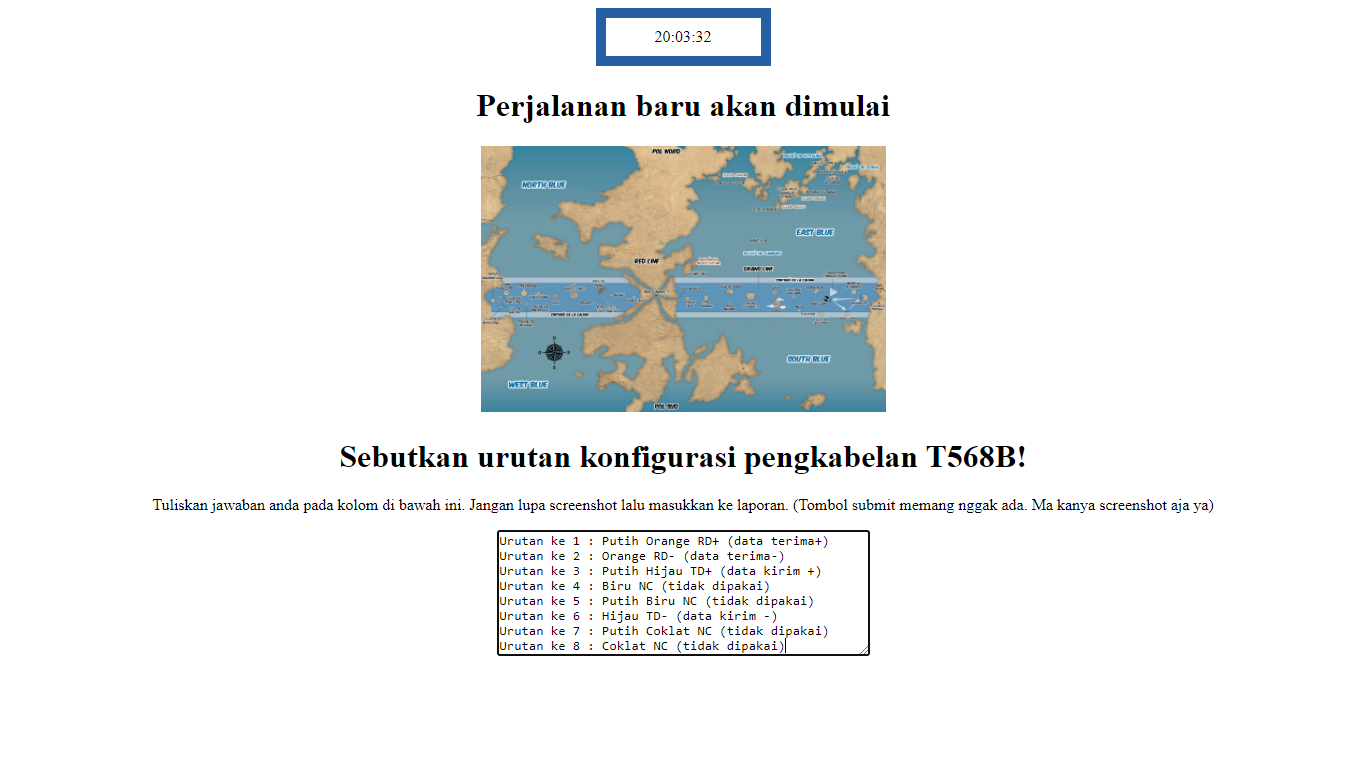 20:03:32
Perjalanan baru akan dimulai
POL NORD
NORTH BLUE
EAST BLUE
RED LINE
GRAND LINE
SOUTH BLUE
WEST BLUE
POL SUD
Sebutkan urutan konfigurasi pengkabelan T568B!
Tuliskan jawaban anda pada kolom di bawah ini. Jangan lupa screenshot lalu masukkan ke laporan. (Tombol submit memang nggak ada. Ma kanya screenshot aja ya)
Urutan ke 1 : Putih Orange RD+ (data terima+)
Urutan ke 2 : Orange RD- (data terima-)
Urutan ke 3 : Putih Hijau TD+ (data kirim +)
Urutan ke 4 : Biru NC (tidak dipakai)
Urutan ke 5 : Putih Biru NC (tidak dipakai)
Urutan ke 6 : Hijau TD- (data kirim -)
Urutan ke 7 : Putih Coklat NC (tidak dipakai)
Urutan ke 8 : Coklat NC (tidak dipakai)